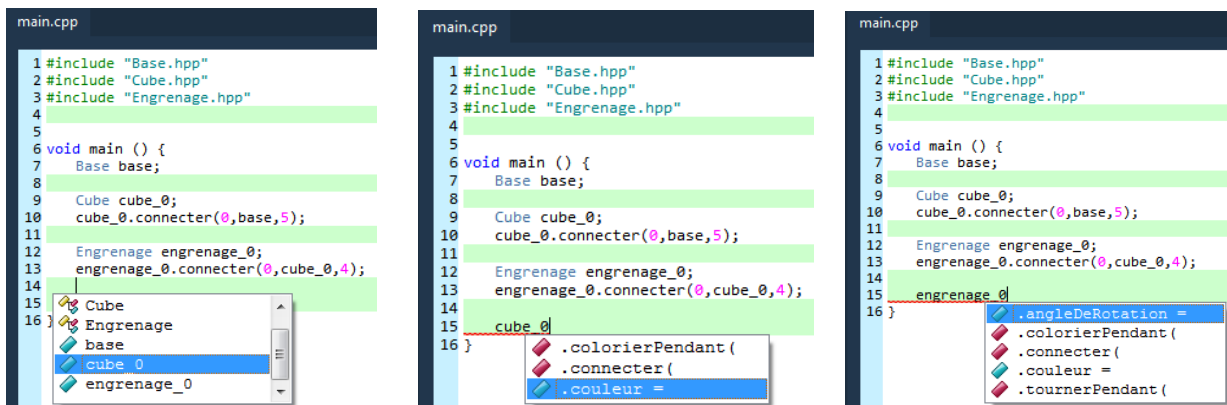 main.cpp
1 #include "Base.hpp"
2 #include "Cube.hpp"
3 #include "Engrenage.hpp"
4
5
6 void main () {
7 Base base;
8
9 Cube cube_0;
10 cube_0.connecter(0,base,5);
11
12 Engrenage engrenage_0;
13 engrenage_0.connecter(0,cube_0,4);
14
15
16 }
Cube
Engrenage
base
cube_0
engrenage_0
main.cpp
1 #include "Base.hpp"
2 #include "Cube.hpp"
3 #include "Engrenage.hpp"
4
5
6 void main () {
7 Base base;
8
9 Cube cube_0;
10 cube_0.connecter(0,base,5);
11
12 Engrenage engrenage_0;
13 engrenage_0.connecter(0,cube_0,4);
14
15 cube_0
16 }
.colorierPendant(
.connecter(
.couleur =
main.cpp
1 #include "Base.hpp"
2 #include "Cube.hpp"
3 #include "Engrenage.hpp"
4
5
6 void main () {
7 Base base;
8
9 Cube cube_0;
10 cube_0.connecter(0,base,5);
11
12 Engrenage engrenage_0;
13 engrenage_0.connecter(0,cube_0,4);
14
15 engrenage_0
16 }
.angleDeRotation =
.colorierPendant(
.connecter(
.couleur =
.tournerPendant(